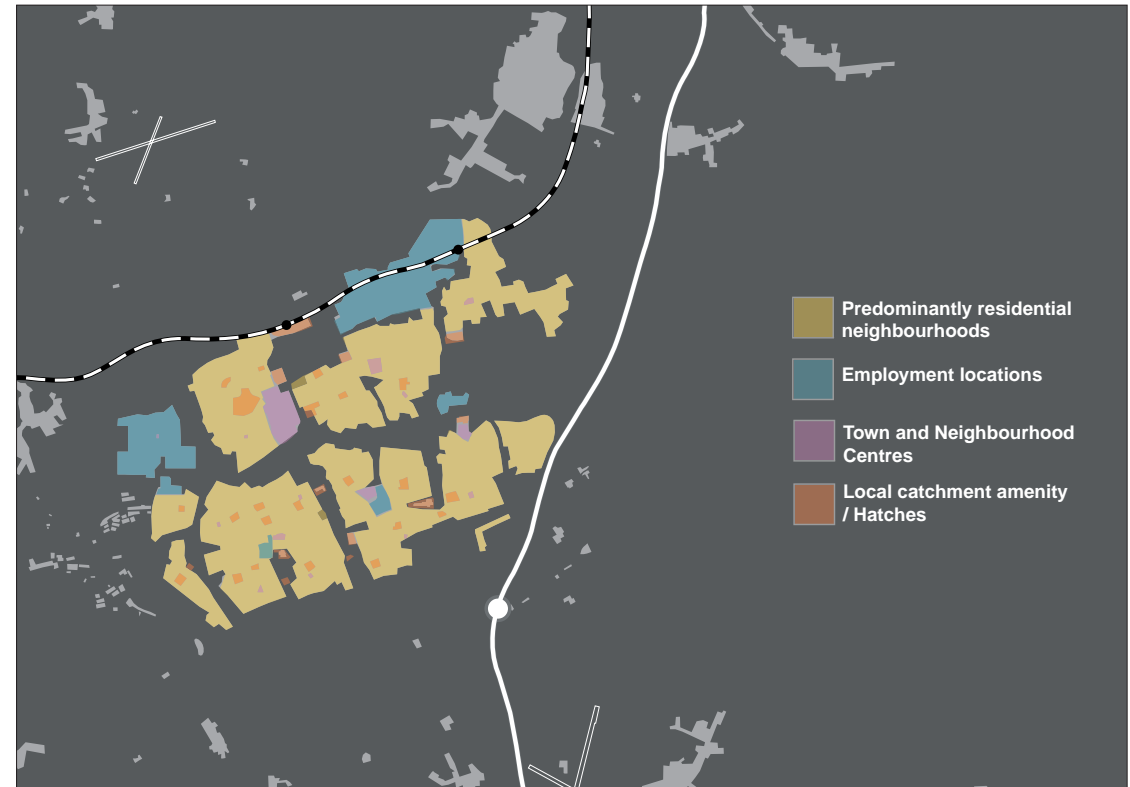 Predominantly residential
neighbourhoods
Employment locations
Town and Neighbourhood
Centres
Local catchment amenity
/ Hatches